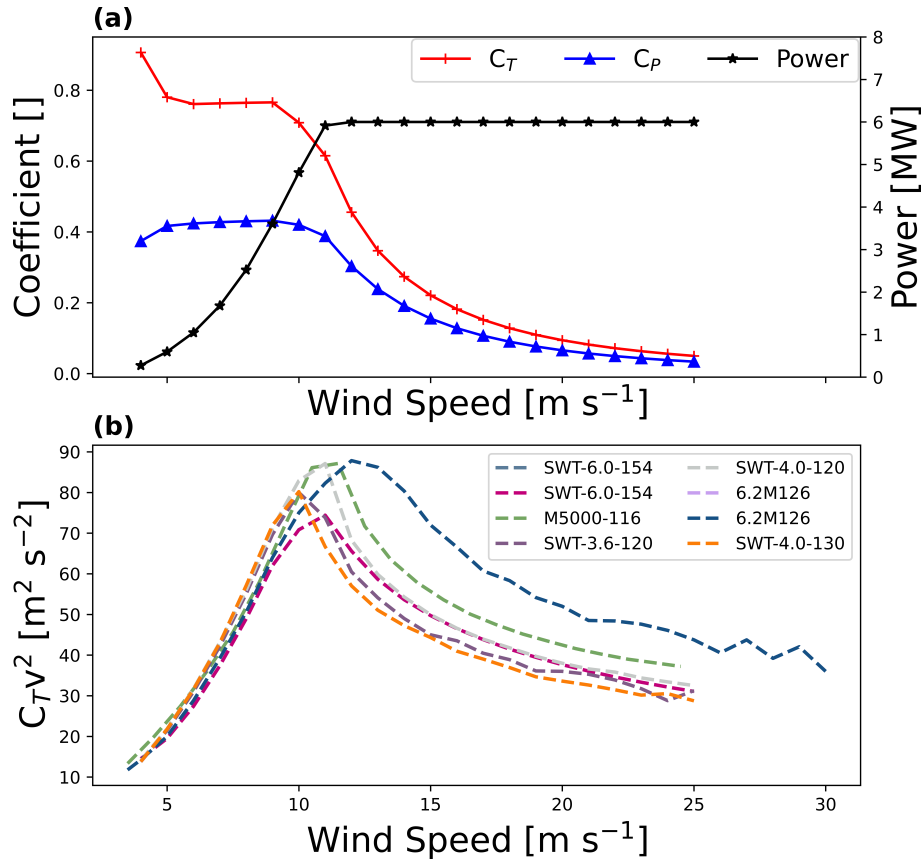 (a)
C_T C_P Power
Coefficient []
0.0
0.2
0.4
0.6
0.8
Power [MW]
0
1
2
3
4
5
6
7
8
Wind Speed [m s⁻¹]
(b)
SWT-6.0-154 SWT-4.0-120
SWT-6.0-154 6.2M126
M5000-116 6.2M126
SWT-3.6-120 SWT-4.0-130
C_Tv² [m² s⁻²]
90
80
70
60
50
40
30
20
10
5 10 15 20 25 30
Wind Speed [m s⁻¹]